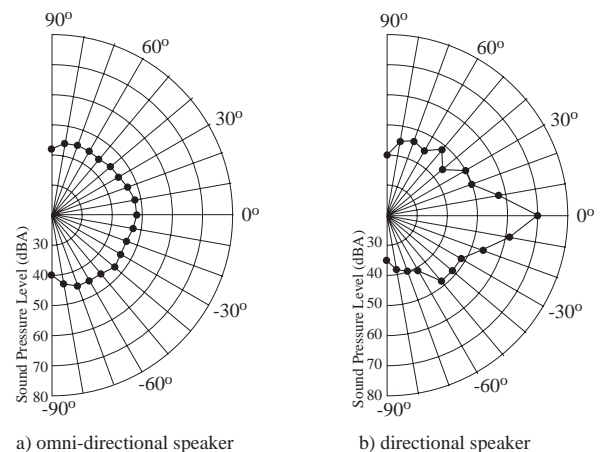 90º
60º
30º
0º
-30º
-60º
-90º
30
40
50
60
70
80
Sound Pressure Level (dBA)
a) omni-directional speaker
90º
60º
30º
0º
-30º
-60º
-90º
30
40
50
60
70
80
Sound Pressure Level (dBA)
b) directional speaker